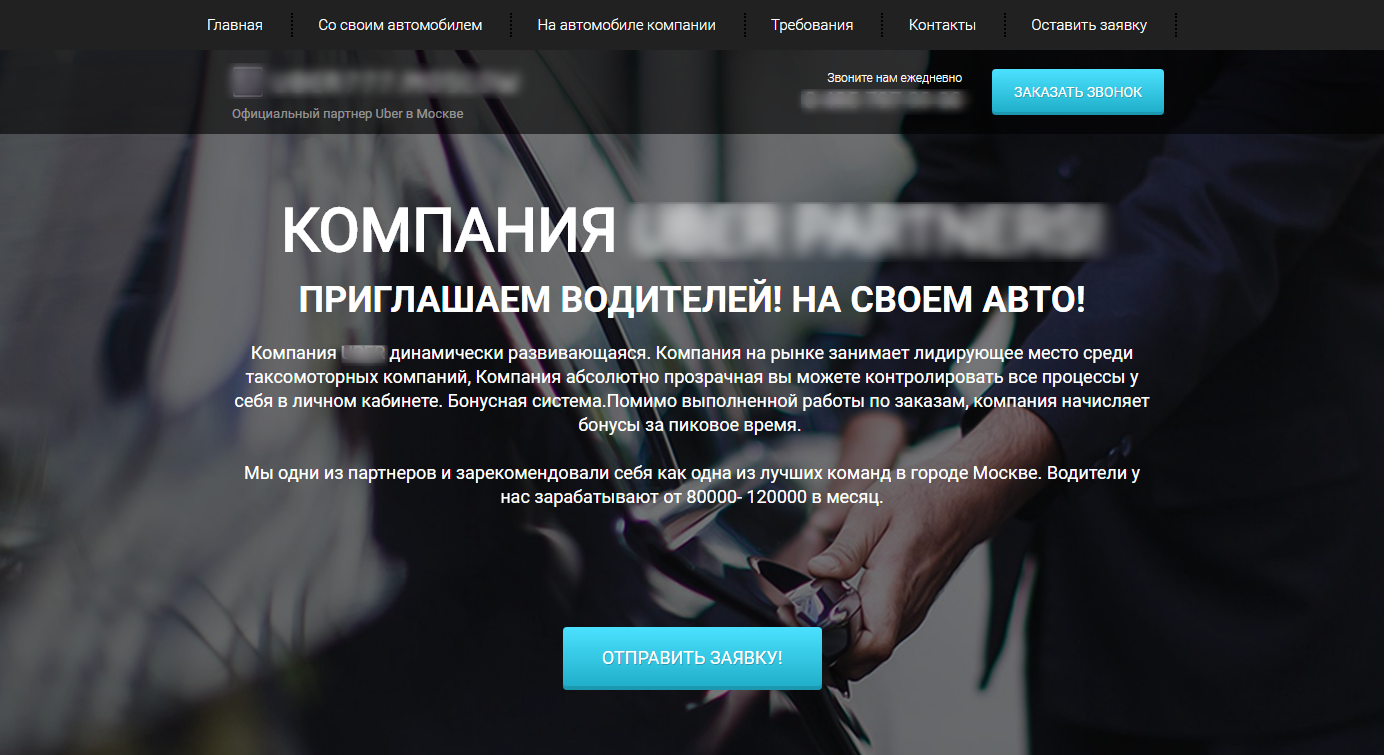 Главная Со своим автомобилем На автомобиле компании Требования Контакты Оставить заявку
Официальный партнер Uber в Москве
Звоните нам ежедневно
ЗАКАЗАТЬ ЗВОНОК
КОМПАНИЯ
ПРИГЛАШАЕМ ВОДИТЕЛЕЙ! НА СВОЕМ АВТО!
Компания динамически развивающаяся. Компания на рынке занимает лидирующее место среди
таксомоторных компаний, Компания абсолютно прозрачная вы можете контролировать все процессы у
себя в личном кабинете. Бонусная система.Помимо выполненной работы по заказам, компания начисляет
бонусы за пиковое время.
Мы одни из партнеров и зарекомендовали себя как одна из лучших команд в городе Москве. Водители у
нас зарабатывают от 80000- 120000 в месяц.
ОТПРАВИТЬ ЗАЯВКУ!